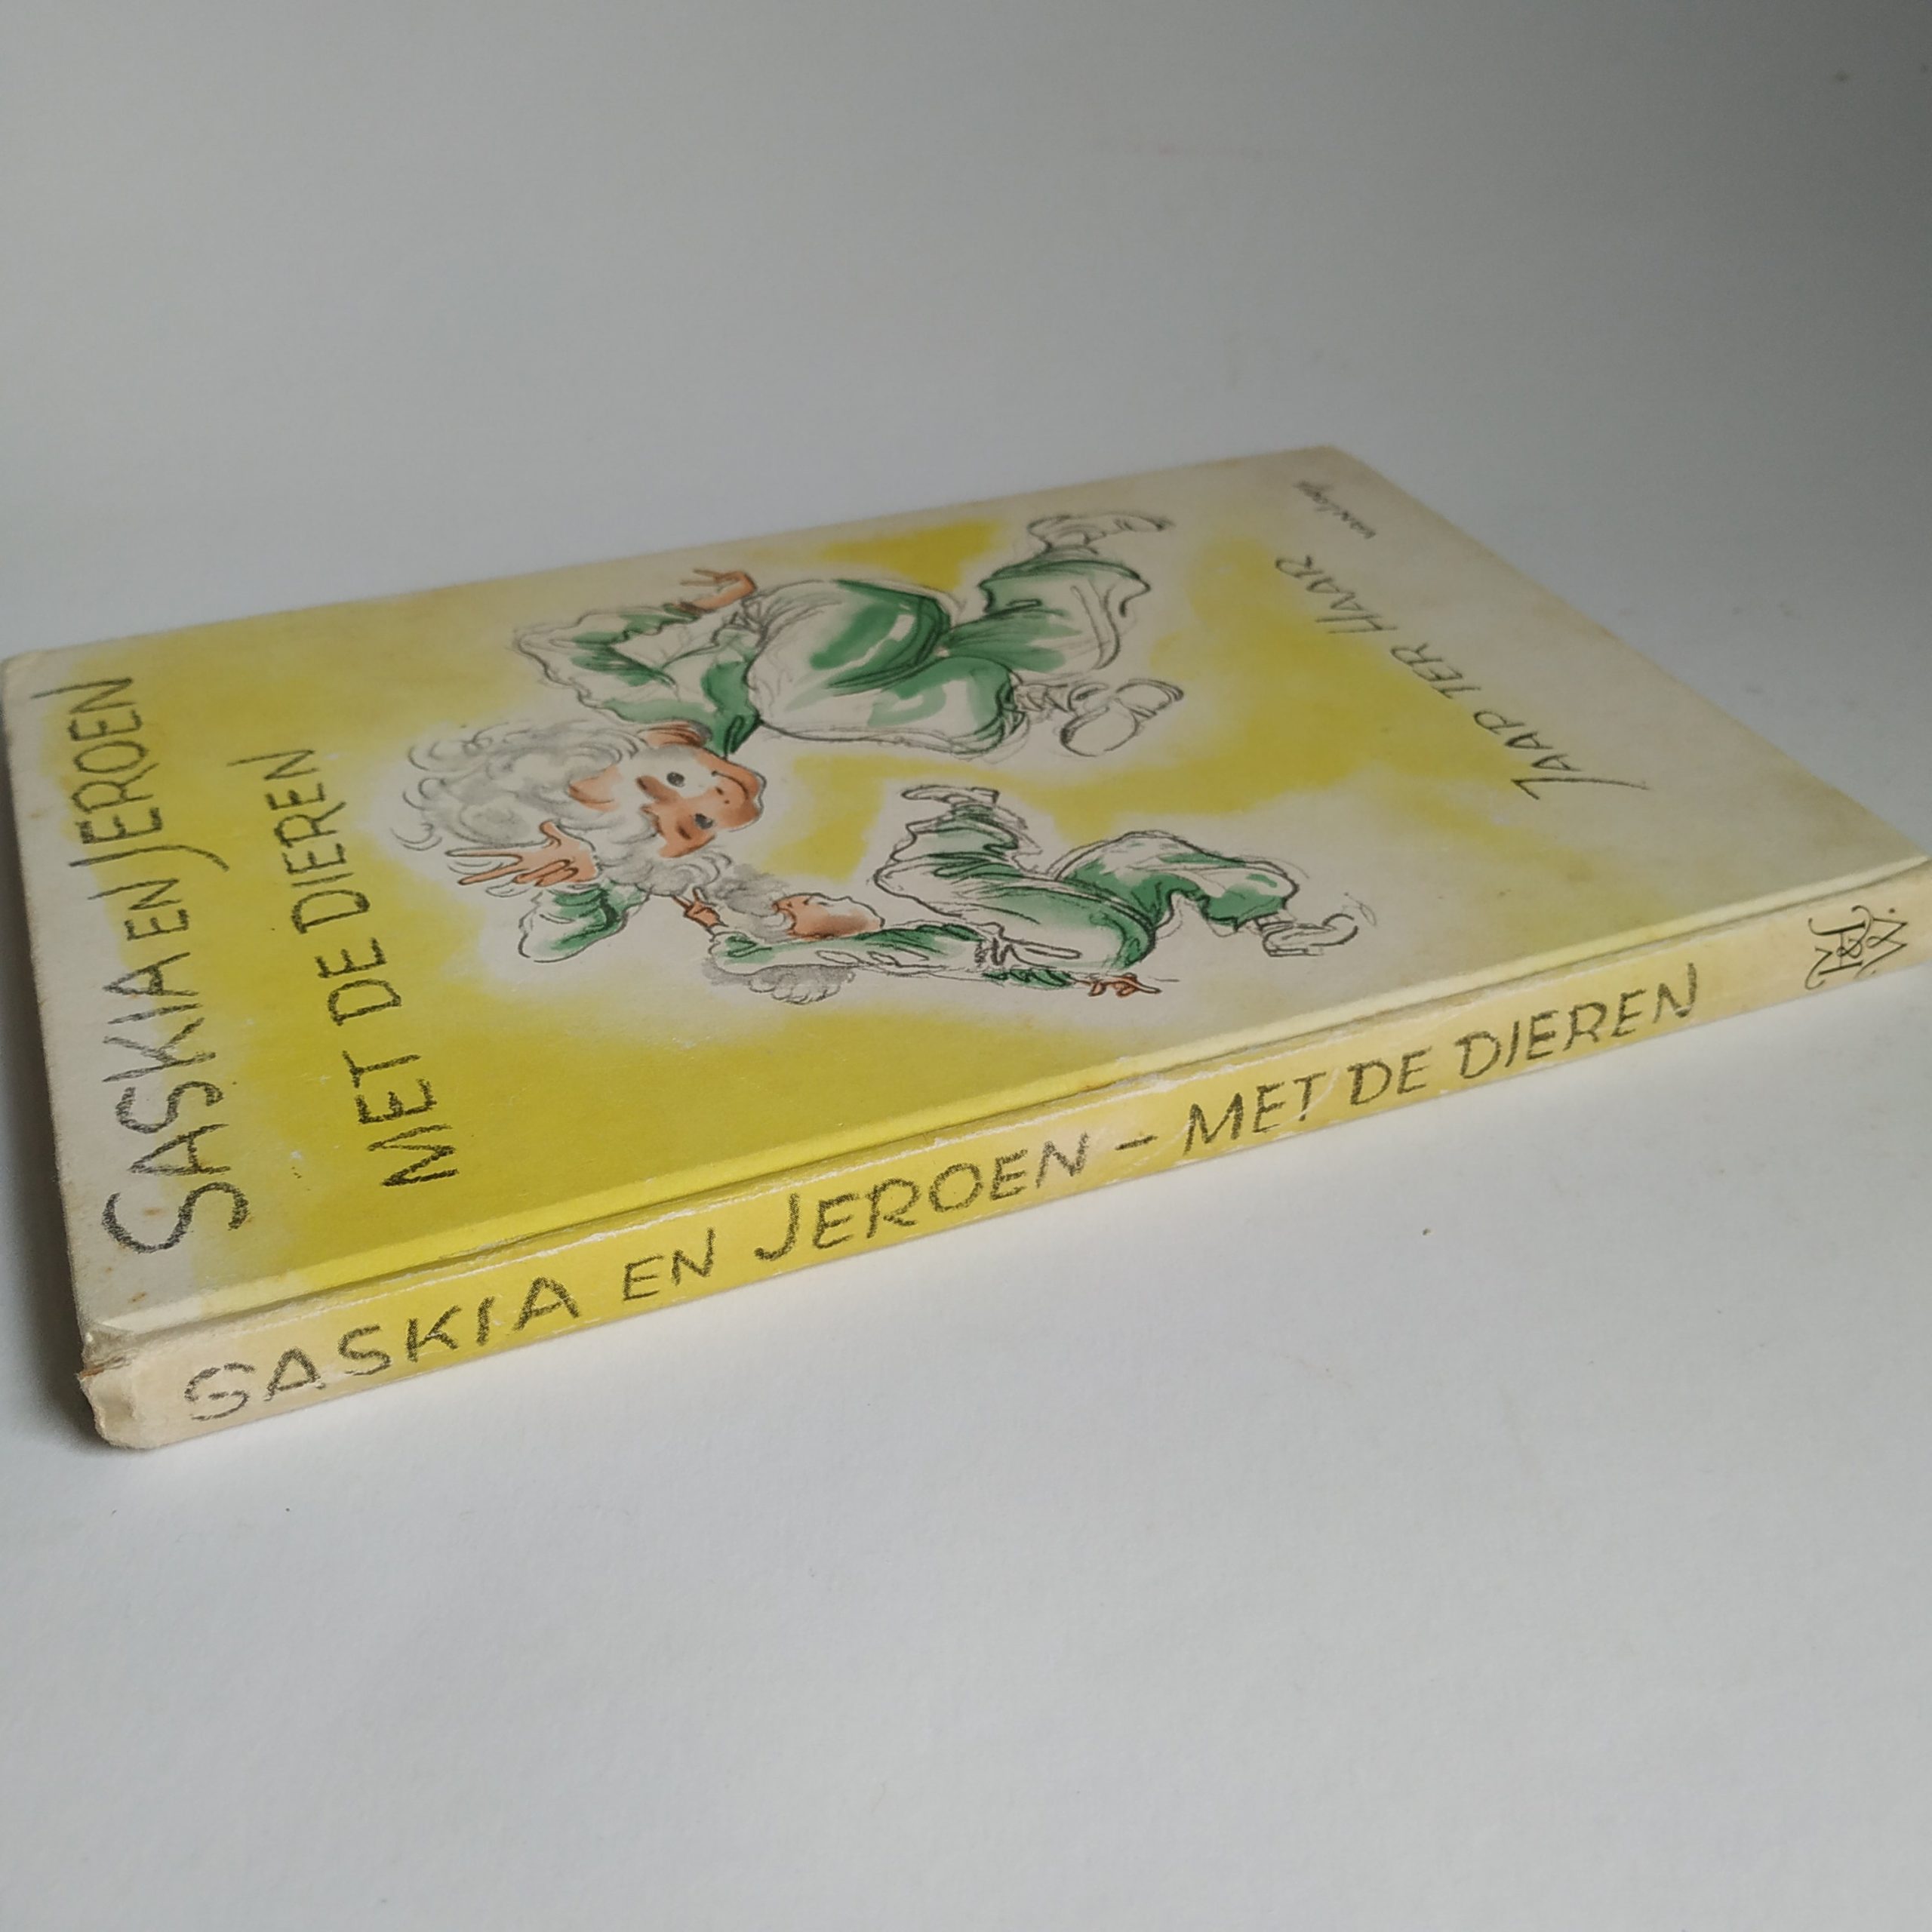 SASKIA EN JEROEN
MET DE DIEREN
JAAP TER HAAR
SASKIA EN JEROEN – MET DE DIEREN